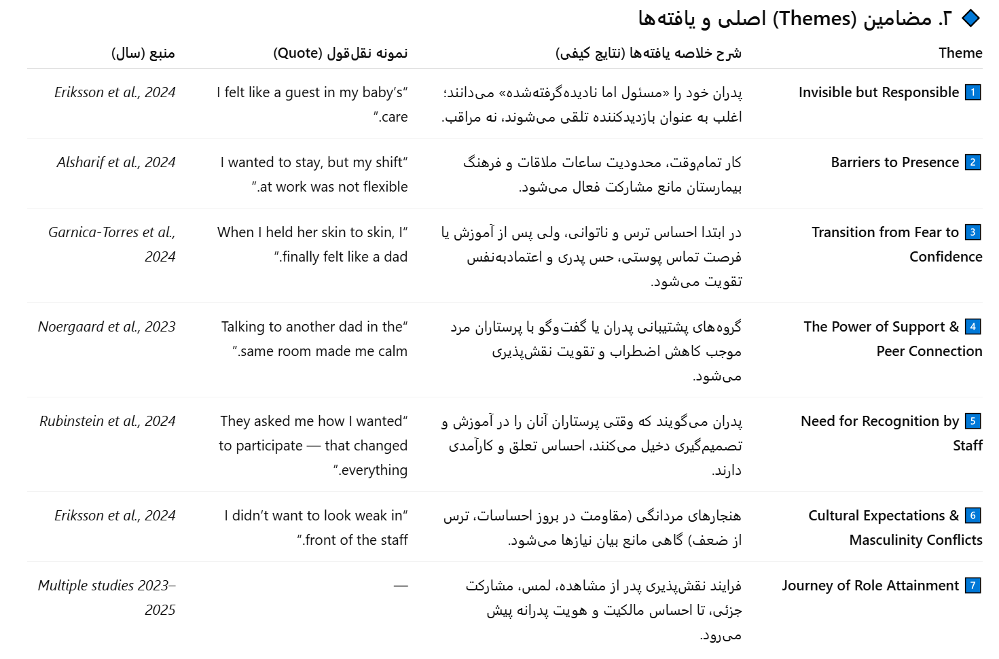 ۲. مضامین (Themes) اصلی و یافته‌ها
Theme
شرح خلاصه یافته‌ها (نتایج کیفی)
نمونه نقل‌قول (Quote)
منبع (سال)
1 Invisible but Responsible
پدران خود را «مسئول اما نادیده‌گرفته‌شده» می‌دانند؛
اغلب به عنوان بازدیدکننده تلقی می‌شوند، نه مراقب.
“I felt like a guest in my baby’s
care.”
Eriksson et al., 2024
2 Barriers to Presence
کار تمام‌وقت، محدودیت ساعات ملاقات و فرهنگ
بیمارستان مانع مشارکت فعال می‌شود.
“I wanted to stay, but my shift
at work was not flexible.”
Alsharif et al., 2024
3 Transition from Fear to
Confidence
در ابتدا احساس ترس و ناتوانی، ولی پس از آموزش یا
فرصت تماس پوستی، حس پدری و اعتمادبه‌نفس
تقویت می‌شود.
“When I held her skin to skin, I
finally felt like a dad.”
Garnica-Torres et al.,
2024
4 The Power of Support &
Peer Connection
گروه‌های پشتیبانی پدران یا گفت‌وگو با پرستاران مرد
موجب کاهش اضطراب و تقویت نقش‌پذیری
می‌شود.
“Talking to another dad in the
same room made me calm.”
Noergaard et al., 2023
5 Need for Recognition by
Staff
پدران می‌گویند که وقتی پرستاران آنان را در آموزش و
تصمیم‌گیری دخیل می‌کنند، احساس تعلق و کارآمدی
دارند.
“They asked me how I wanted
to participate — that changed
everything.”
Rubinstein et al., 2024
6 Cultural Expectations &
Masculinity Conflicts
هنجارهای مردانگی (مقاومت در بروز احساسات، ترس
از ضعف) گاهی مانع بیان نیازها می‌شود.
“I didn’t want to look weak in
front of the staff.”
Eriksson et al., 2024
7 Journey of Role Attainment
فرایند نقش‌پذیری پدر از مشاهده، لمس، مشارکت
جزئی، تا احساس مالکیت و هویت پدرانه پیش
می‌رود.
—
Multiple studies 2023–
2025